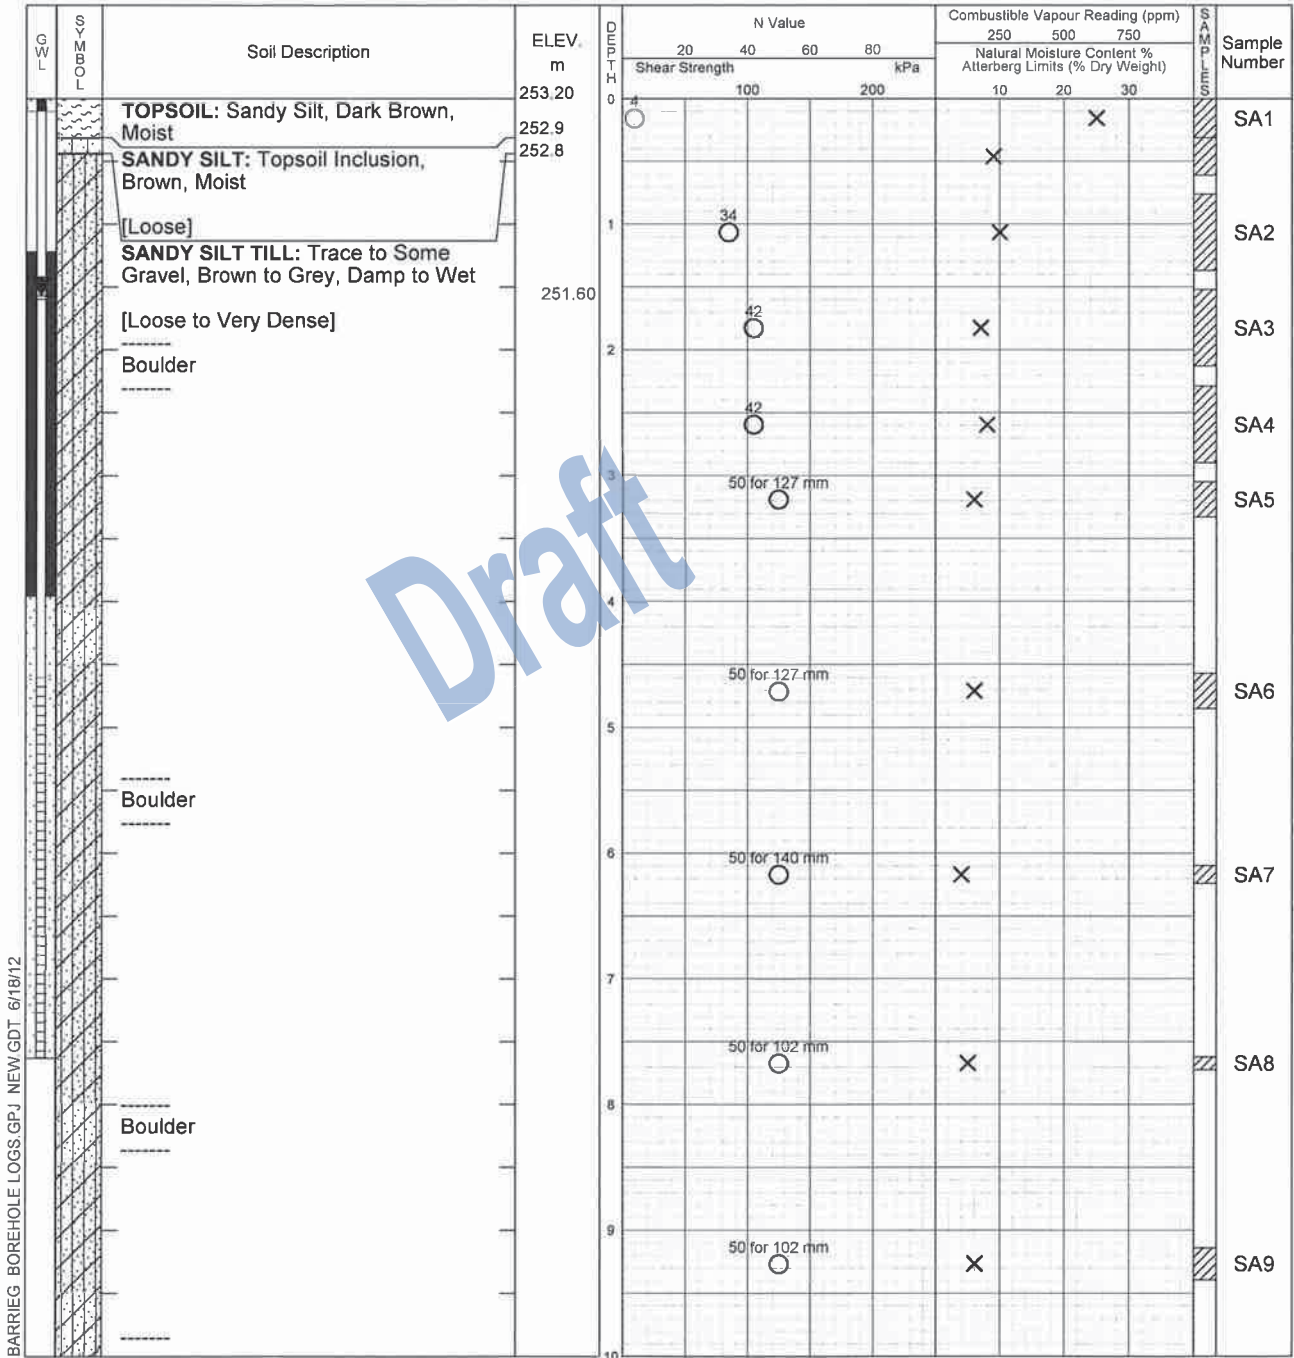 GWL
SYMBOL
Soil Description
ELEV.
m
DEPTH
N Value
20 40 60 80
Shear Strength kPa
100 200
Combustible Vapour Reading (ppm)
250 500 750
Natural Moisture Content %
Atterberg Limits (% Dry Weight)
10 20 30
SAMPLES
Sample
Number
253.20
0
TOPSOIL: Sandy Silt, Dark Brown,
Moist
252.9
4
SA1
252.8
SANDY SILT: Topsoil Inclusion,
Brown, Moist
[Loose]
1
34
SA2
SANDY SILT TILL: Trace to Some
Gravel, Brown to Grey, Damp to Wet
251.60
[Loose to Very Dense]
42
SA3
2
Boulder
42
SA4
3
50 for 127 mm
SA5
4
Draft
50 for 127 mm
SA6
5
Boulder
6
50 for 140 mm
SA7
7
50 for 102 mm
SA8
8
Boulder
9
50 for 102 mm
SA9
10
BARRIEG BOREHOLE LOGS.GPJ NEW.GDT 6/18/12